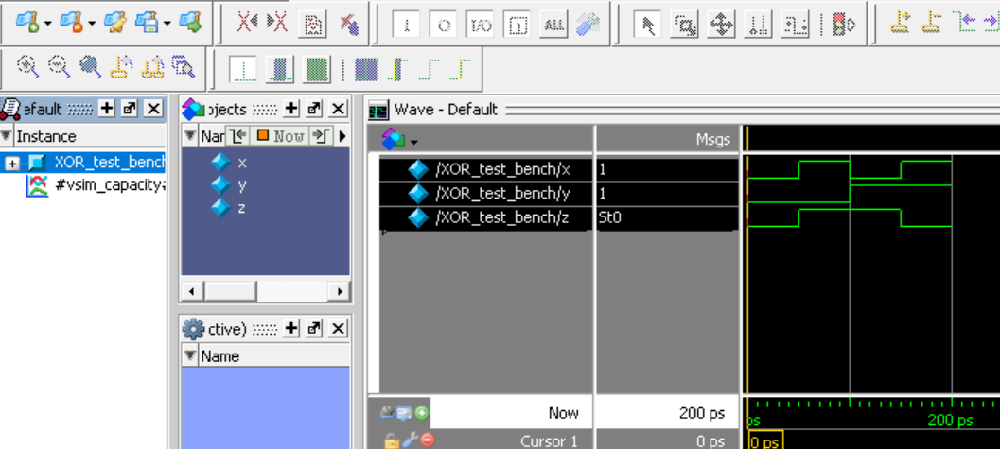 I/O
ALL
efault
Instance
XOR_test_bench
#vsim_capacity
bjects
Nar
Now
x
y
z
ctive)
Name
Wave - Default
Msgs
/XOR_test_bench/x 1
/XOR_test_bench/y 1
/XOR_test_bench/z St0
Now 200 ps
ps 200 ps
Cursor 1 0 ps
0 ps